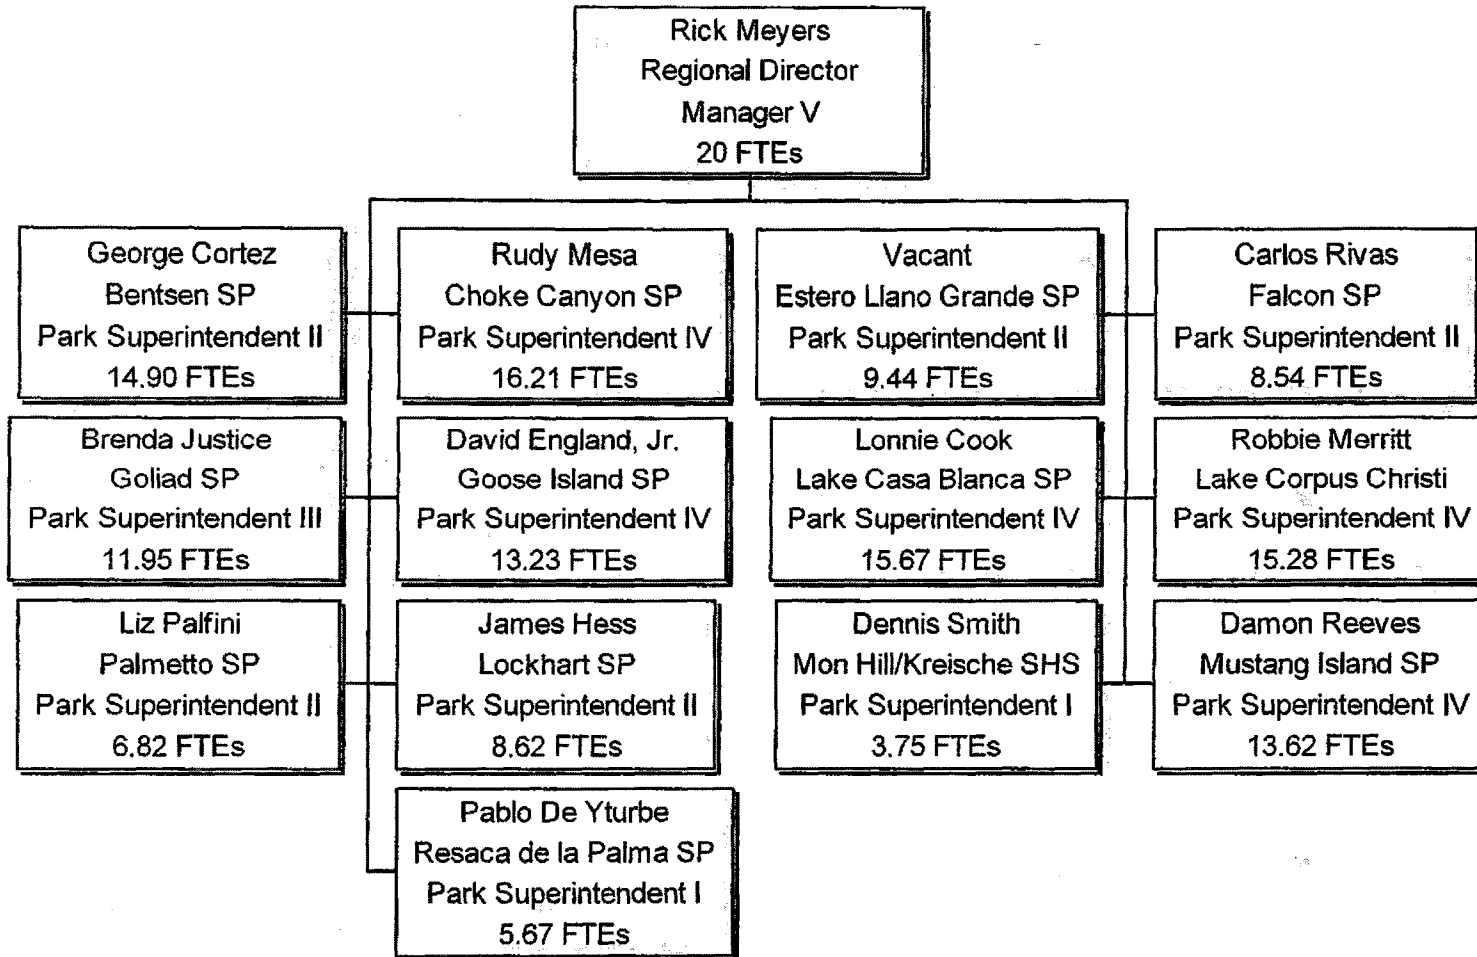 Rick Meyers
Regional Director
Manager V
20 FTEs
George Cortez
Bentsen SP
Park Superintendent II
14.90 FTEs
Rudy Mesa
Choke Canyon SP
Park Superintendent IV
16.21 FTEs
Vacant
Estero Llano Grande SP
Park Superintendent II
9.44 FTEs
Carlos Rivas
Falcon SP
Park Superintendent II
8.54 FTEs
Brenda Justice
Goliad SP
Park Superintendent III
11.95 FTEs
David England, Jr.
Goose Island SP
Park Superintendent IV
13.23 FTEs
Lonnie Cook
Lake Casa Blanca SP
Park Superintendent IV
15.67 FTEs
Robbie Merritt
Lake Corpus Christi
Park Superintendent IV
15.28 FTEs
Liz Palfini
Palmetto SP
Park Superintendent II
6.82 FTEs
James Hess
Lockhart SP
Park Superintendent II
8.62 FTEs
Dennis Smith
Mon Hill/Kreische SHS
Park Superintendent I
3.75 FTEs
Damon Reeves
Mustang Island SP
Park Superintendent IV
13.62 FTEs
Pablo De Yturbe
Resaca de la Palma SP
Park Superintendent I
5.67 FTEs